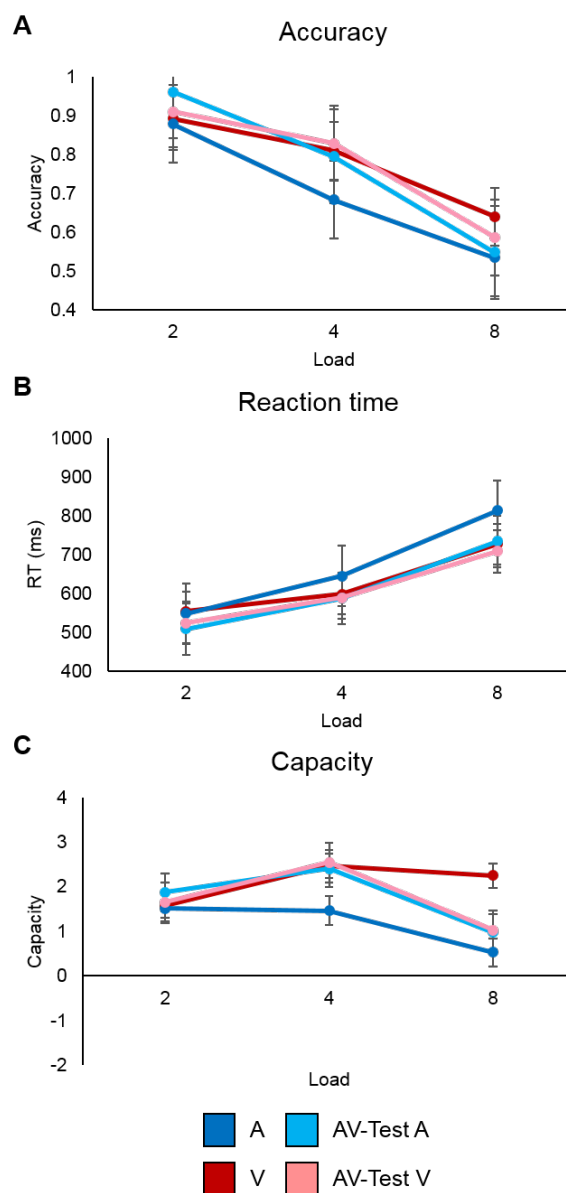 A
Accuracy
1
0.9
0.8
0.7
0.6
0.5
0.4
Accuracy
2 4 8
Load
B
Reaction time
1000
900
800
700
600
500
400
RT (ms)
2 4 8
Load
C
Capacity
4
3
2
1
0
-1
-2
Capacity
2 4 8
Load
A AV-Test A
V AV-Test V